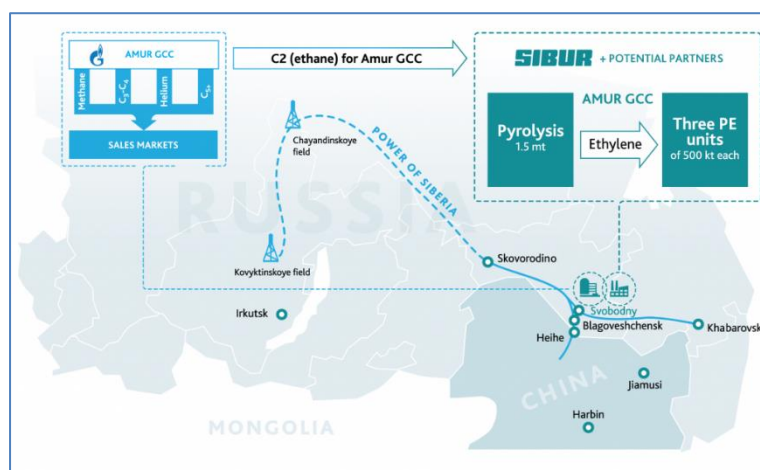 AMUR GCC
Methane
C3-C4
Helium
C5+
SALES MARKETS
C2 (ethane) for Amur GCC
SIBUR + POTENTIAL PARTNERS
AMUR GCC
Pyrolysis
1.5 mt
Ethylene
Three PE
units
of 500 kt each
Chayandinskoye
field
POWER OF SIBERIA
RUSSIA
Kovyktinskoye field
Skovorodino
Irkutsk
Svobodny
Blagoveshchensk
Khabarovsk
Heihe
CHINA
Jiamusi
Harbin
MONGOLIA